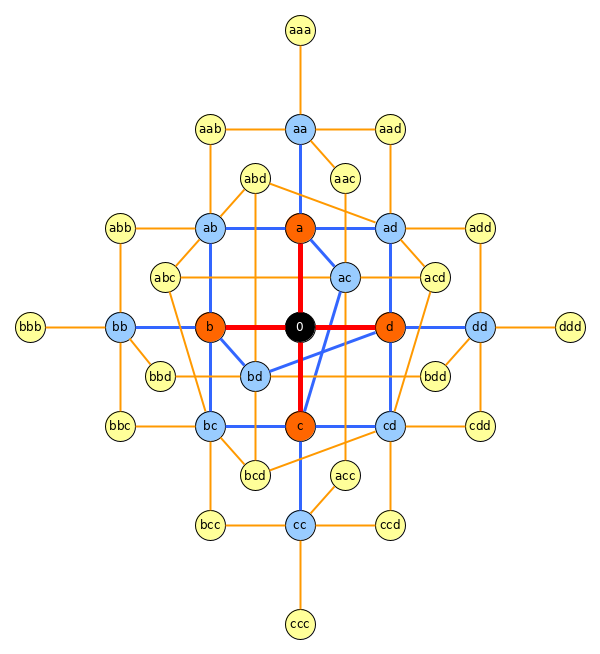 aaa
aab aa aad
abd aac
abb ab a ad add
abc ac acd
bbb bb b 0 d dd ddd
bbd bd bdd
bbc bc c cd cdd
bcd acc
bcc cc ccd
ccc